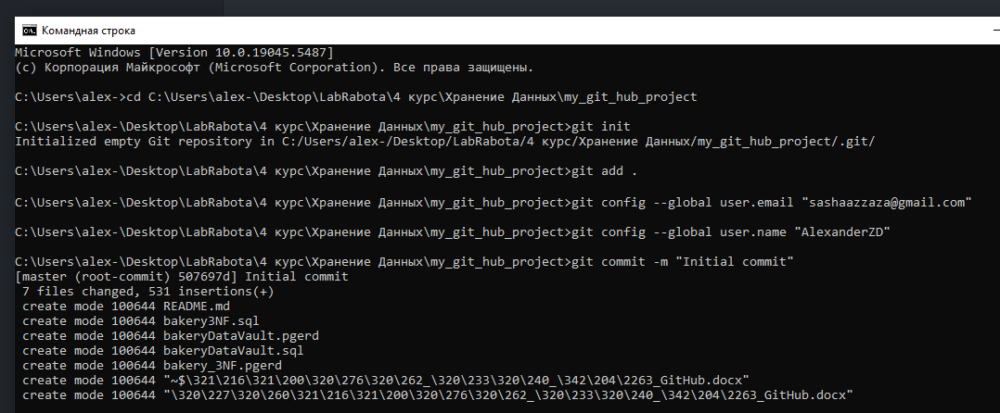 Командная строка
Microsoft Windows [Version 10.0.19045.5487]
(c) Корпорация Майкрософт (Microsoft Corporation). Все права защищены.
C:\Users\alex->cd C:\Users\alex-\Desktop\LabRabota\4 курс\Хранение Данных\my_git_hub_project
C:\Users\alex-\Desktop\LabRabota\4 курс\Хранение Данных\my_git_hub_project>git init
Initialized empty Git repository in C:/Users/alex-/Desktop/LabRabota/4 курс/Хранение Данных/my_git_hub_project/.git/
C:\Users\alex-\Desktop\LabRabota\4 курс\Хранение Данных\my_git_hub_project>git add .
C:\Users\alex-\Desktop\LabRabota\4 курс\Хранение Данных\my_git_hub_project>git config --global user.email "sashaazzaza@gmail.com"
C:\Users\alex-\Desktop\LabRabota\4 курс\Хранение Данных\my_git_hub_project>git config --global user.name "AlexanderZD"
C:\Users\alex-\Desktop\LabRabota\4 курс\Хранение Данных\my_git_hub_project>git commit -m "Initial commit"
[master (root-commit) 507697d] Initial commit
7 files changed, 531 insertions(+)
create mode 100644 README.md
create mode 100644 bakery3NF.sql
create mode 100644 bakeryDataVault.pgerd
create mode 100644 bakeryDataVault.sql
create mode 100644 bakery_3NF.pgerd
create mode 100644 "~$\321\216\321\200\320\276\320\262_\320\233\320\240_\342\204\2263_GitHub.docx"
create mode 100644 "\320\227\320\260\321\216\321\200\320\276\320\262_\320\233\320\240_\342\204\2263_GitHub.docx"